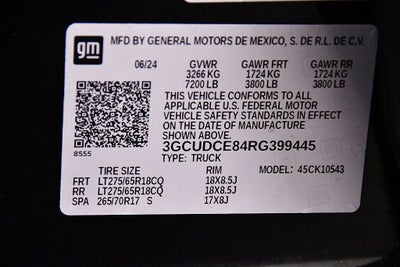 gm
MFD BY GENERAL MOTORS DE MEXICO, S. DE R.L. DE C.V.
06/24 GVWR GAWR FRT GAWR RR
3266 KG 1724 KG 1724 KG
7200 LB 3800 LB 3800 LB
THIS VEHICLE CONFORMS TO ALL
APPLICABLE U.S. FEDERAL MOTOR
VEHICLE SAFETY STANDARDS IN EFFECT
ON THE DATE OF MANUFACTURE
SHOWN ABOVE.
8555
3GCUDCE84RG399445
TYPE: TRUCK
TIRE SIZE RIM MODEL: 45CK10543
FRT LT275/65R18CQ 18X8.5J
RR LT275/65R18CQ 18X8.5J
SPA 265/70R17 S 17X8J